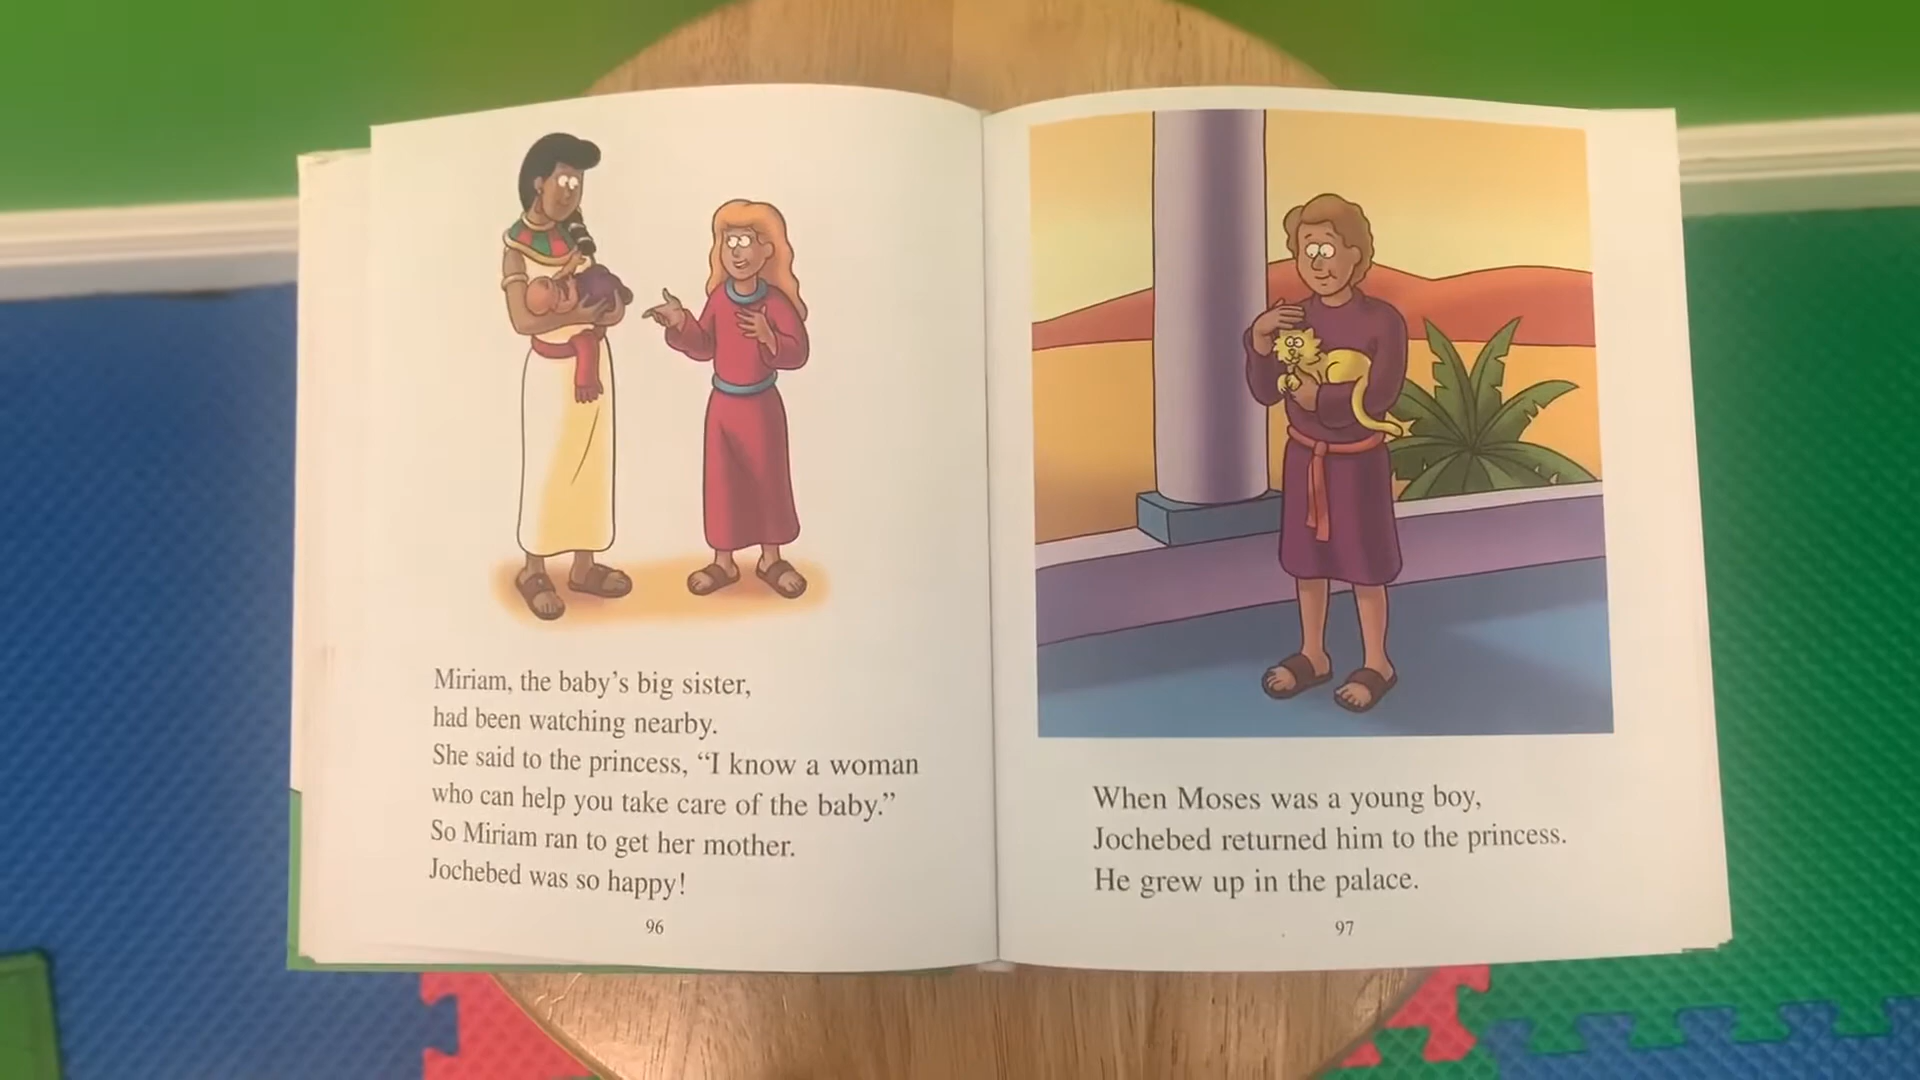 Miriam, the baby's big sister,
had been watching nearby.
She said to the princess, “I know a woman
who can help you take care of the baby.”
So Miriam ran to get her mother.
Jochebed was so happy!
96
When Moses was a young boy,
Jochebed returned him to the princess.
He grew up in the palace.
97